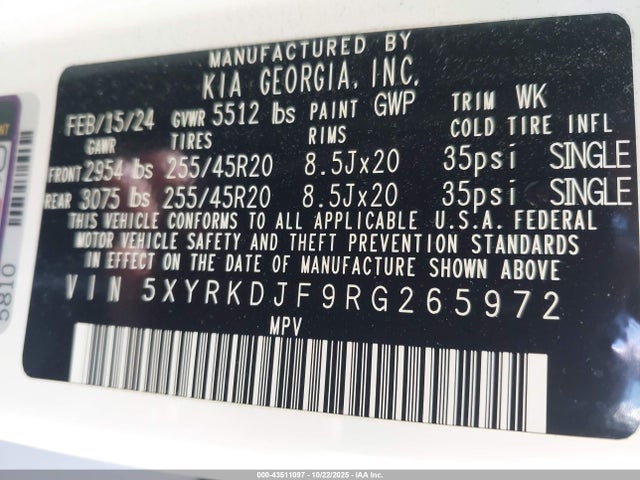 MANUFACTURED BY
KIA GEORGIA, INC.
FEB/15/24 GVWR 5512 lbs PAINT GWP TRIM WK
GAWR TIRES RIMS COLD TIRE INFL
FRONT 2954 lbs 255/45R20 8.5Jx20 35psi SINGLE
REAR 3075 lbs 255/45R20 8.5Jx20 35psi SINGLE
THIS VEHICLE CONFORMS TO ALL APPLICABLE U.S.A. FEDERAL
MOTOR VEHICLE SAFETY AND THEFT PREVENTION STANDARDS
IN EFFECT ON THE DATE OF MANUFACTURE SHOWN ABOVE
VIN 5XYRKDJF9RG265972
MPV
5810
000-43511097 - 10/22/2025 - IAAI Inc.